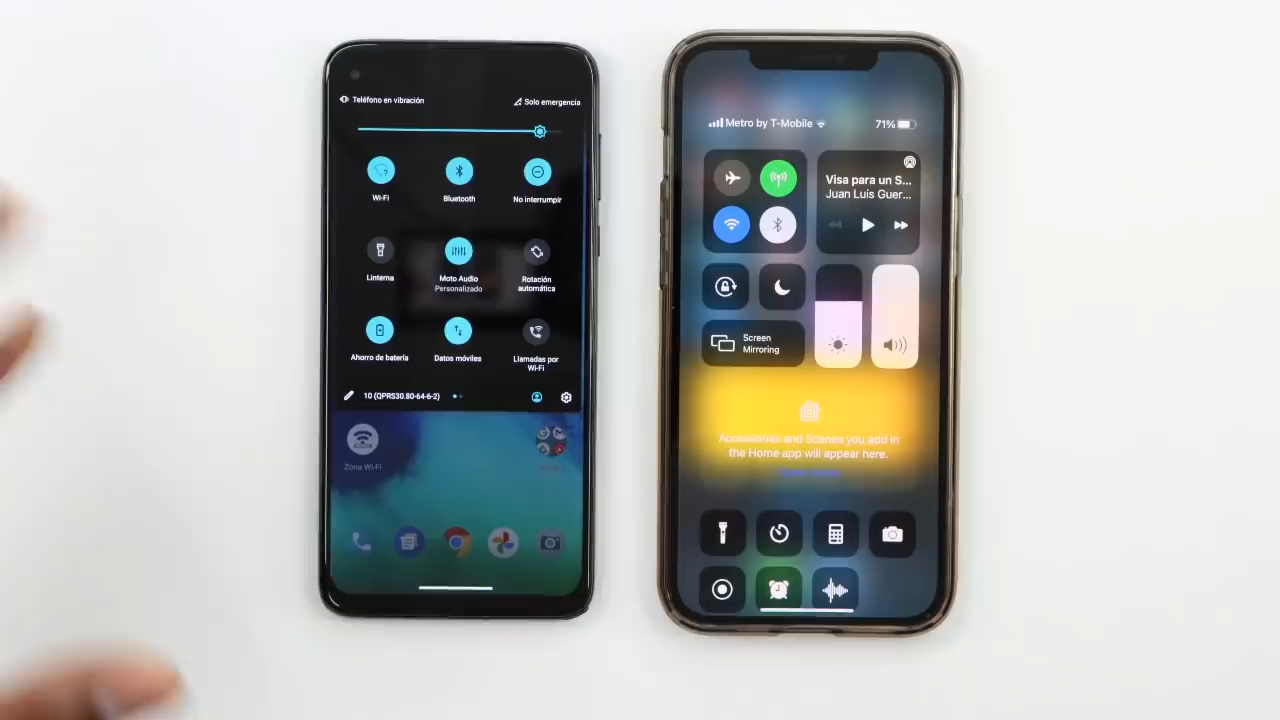 Teléfono en vibración
Solo emergencia
Wi-Fi
Bluetooth
No interrumpir
Linterna
Moto Audio
Personalizado
Rotación
automática
Ahorro de batería
Datos móviles
Llamadas por
Wi-Fi
10 (QPRS30.80-64-6-2)
Zona Wi-Fi
Metro by T-Mobile
71%
Visa para un S...
Juan Luis Guer...
Screen
Mirroring
Accessories and Scenes you add in
the Home app will appear here.